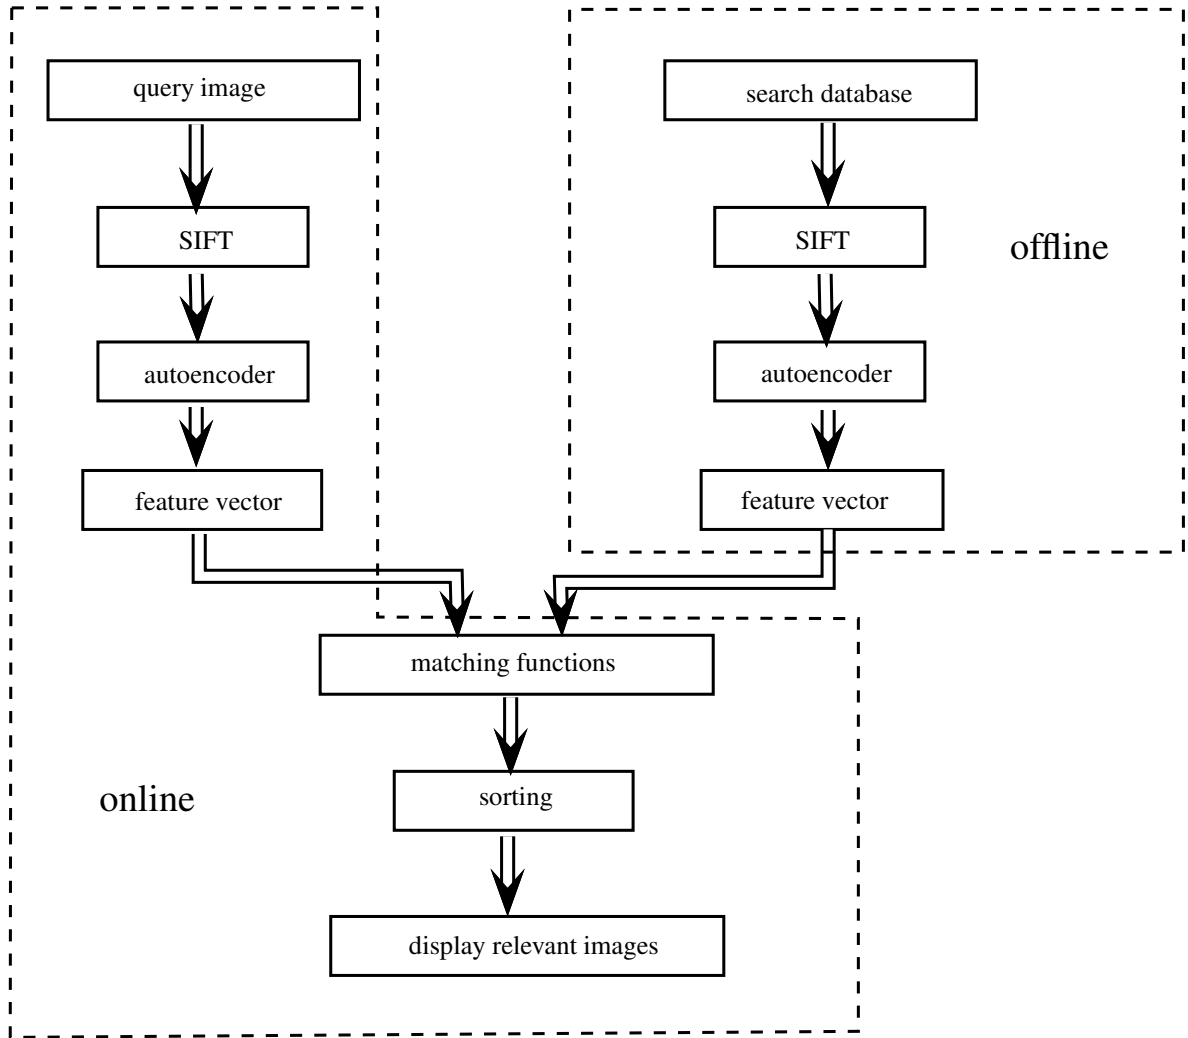 query image
SIFT
autoencoder
feature vector
search database
SIFT
offline
autoencoder
feature vector
matching functions
sorting
online
display relevant images